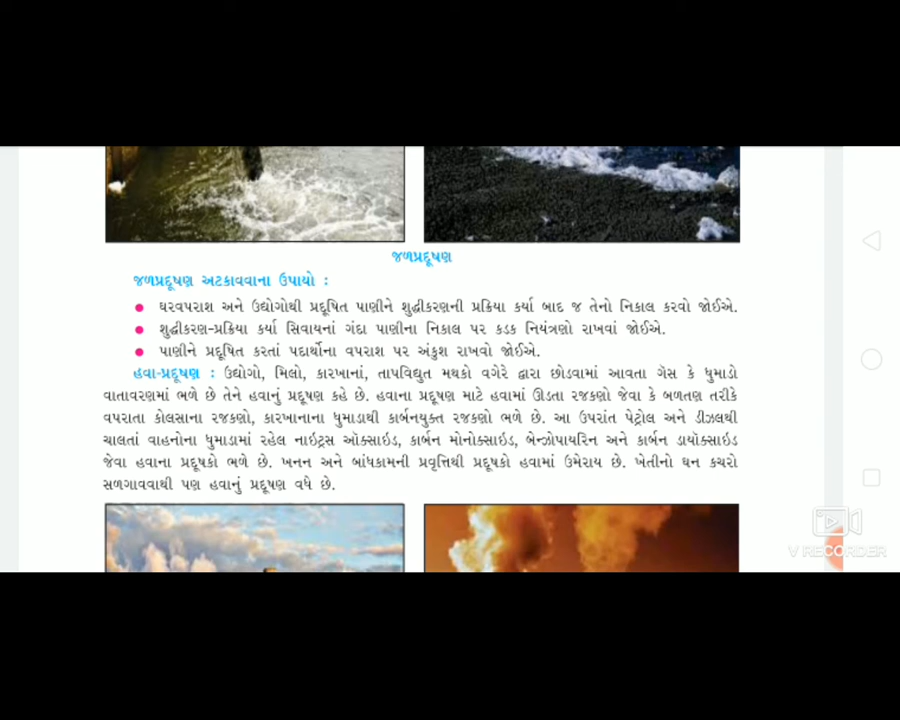 જળપ્રદૂષણ
જળપ્રદૂષણ અટકાવવાના ઉપાયો :
● ઘરવપરાશ અને ઉદ્યોગોથી પ્રદૂષિત પાણીને શુદ્ધીકરણની પ્રક્રિયા કર્યા બાદ જ તેનો નિકાલ કરવો જોઈએ.
● શુદ્ધીકરણ-પ્રક્રિયા કર્યા સિવાયનાં ગંદા પાણીના નિકાલ પર કડક નિયંત્રણો રાખવાં જોઈએ.
● પાણીને પ્રદૂષિત કરતાં પદાર્થોના વપરાશ પર અંકુશ રાખવો જોઈએ.
હવા-પ્રદૂષણ : ઉદ્યોગો, મિલો, કારખાનાં, તાપવિદ્યુત મથકો વગેરે દ્વારા છોડવામાં આવતા ગૅસ કે ધુમાડો
વાતાવરણમાં ભળે છે તેને હવાનું પ્રદૂષણ કહે છે. હવાના પ્રદૂષણ માટે હવામાં ઊડતા રજકણો જેવા કે બળતણ તરીકે
વપરાતા કોલસાના રજકણો, કારખાનાના ધુમાડાથી કાર્બનયુક્ત રજકણો ભળે છે. આ ઉપરાંત પેટ્રોલ અને ડીઝલથી
ચાલતાં વાહનોના ધુમાડામાં રહેલ નાઇટ્રસ ઑક્સાઇડ, કાર્બન મોનોક્સાઇડ, બેન્ઝોપાયરિન અને કાર્બન ડાયૉક્સાઇડ
જેવા હવાના પ્રદૂષકો ભળે છે. ખનન અને બાંધકામની પ્રવૃત્તિથી પ્રદૂષકો હવામાં ઉમેરાય છે. ખેતીનો ઘન કચરો
સળગાવવાથી પણ હવાનું પ્રદૂષણ વધે છે.
V RECORDER